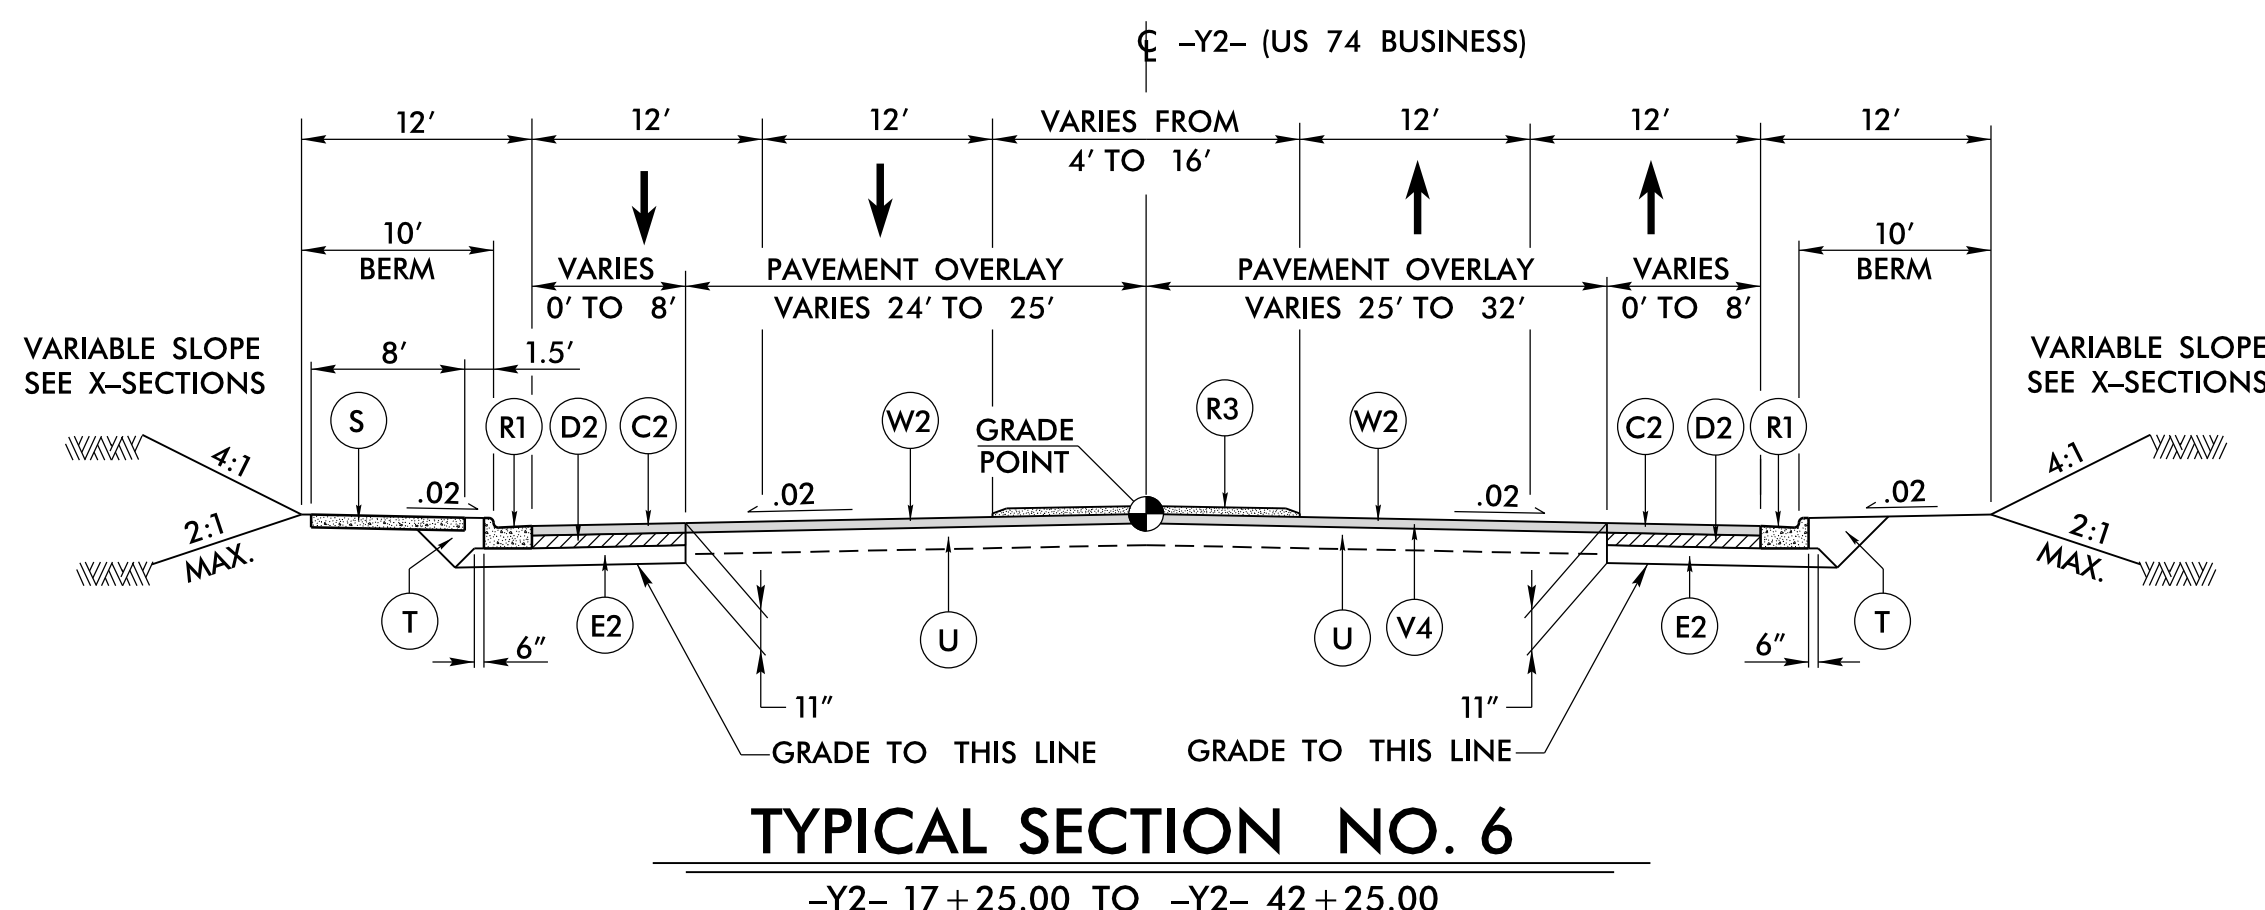 ℄ –Y2– (US 74 BUSINESS)
12' 12' 12' VARIES FROM 12' 12' 12'
4' TO 16'
10' 10'
BERM VARIES PAVEMENT OVERLAY PAVEMENT OVERLAY VARIES BERM
0' TO 8' VARIES 24' TO 25' VARIES 25' TO 32' 0' TO 8'
VARIABLE SLOPE 8' 1.5' VARIABLE SLOPE
SEE X–SECTIONS SEE X–SECTIONS
S R1 D2 C2 W2 GRADE R3 W2 C2 D2 R1
POINT
4:1 .02 .02 .02 .02 4:1
2:1 2:1
MAX. MAX.
T E2 U U V4 E2 T
6" 6"
11" 11"
GRADE TO THIS LINE GRADE TO THIS LINE
TYPICAL SECTION NO. 6
–Y2– 17+25.00 TO –Y2– 42+25.00